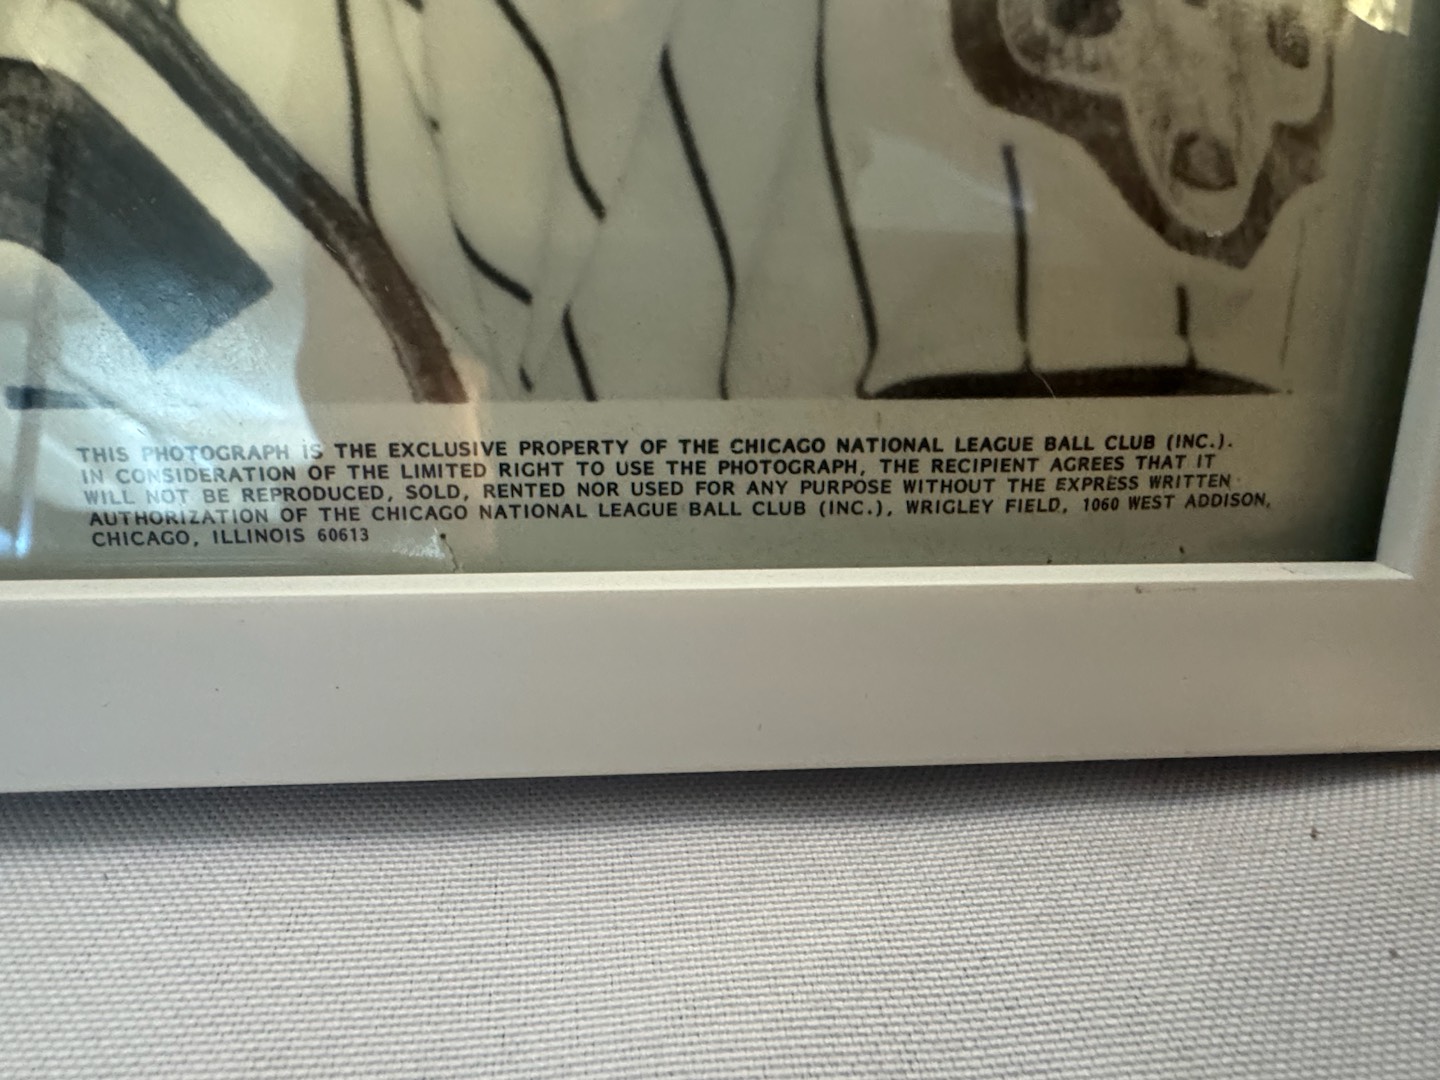 THIS PHOTOGRAPH IS THE EXCLUSIVE PROPERTY OF THE CHICAGO NATIONAL LEAGUE BALL CLUB (INC.).
IN CONSIDERATION OF THE LIMITED RIGHT TO USE THE PHOTOGRAPH, THE RECIPIENT AGREES THAT IT
WILL NOT BE REPRODUCED, SOLD, RENTED NOR USED FOR ANY PURPOSE WITHOUT THE EXPRESS WRITTEN
AUTHORIZATION OF THE CHICAGO NATIONAL LEAGUE BALL CLUB (INC.), WRIGLEY FIELD, 1060 WEST ADDISON,
CHICAGO, ILLINOIS 60613